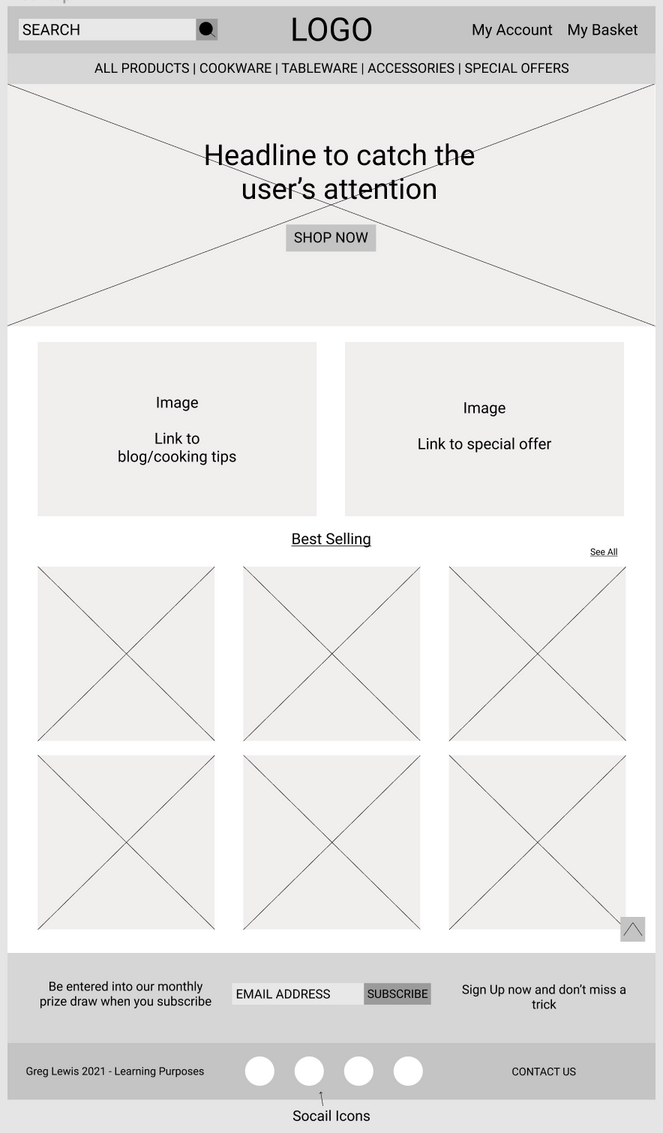 SEARCH
LOGO
My Account My Basket
ALL PRODUCTS | COOKWARE | TABLEWARE | ACCESSORIES | SPECIAL OFFERS
Headline to catch the
user’s attention
SHOP NOW
Image
Link to
blog/cooking tips
Image
Link to special offer
Best Selling
See All
Be entered into our monthly
prize draw when you subscribe
EMAIL ADDRESS
SUBSCRIBE
Sign Up now and don’t miss a
trick
Greg Lewis 2021 - Learning Purposes
CONTACT US
Socail Icons